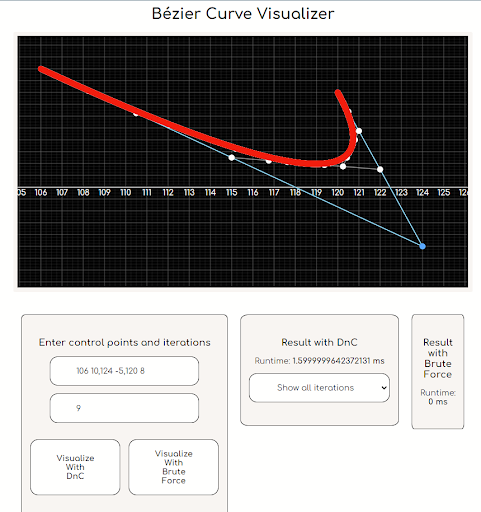 Bézier Curve Visualizer
05 106 107 108 109 110 111 112 113 114 115 116 117 118 119 120 121 122 123 124 125 126
Enter control points and iterations
106 10,124 -5,120 8
9
Visualize
With
DnC
Visualize
With
Brute
Force
Result with DnC
Runtime: 1.5999999642372131 ms
Show all iterations
Result
with
Brute
Force
Runtime:
0 ms